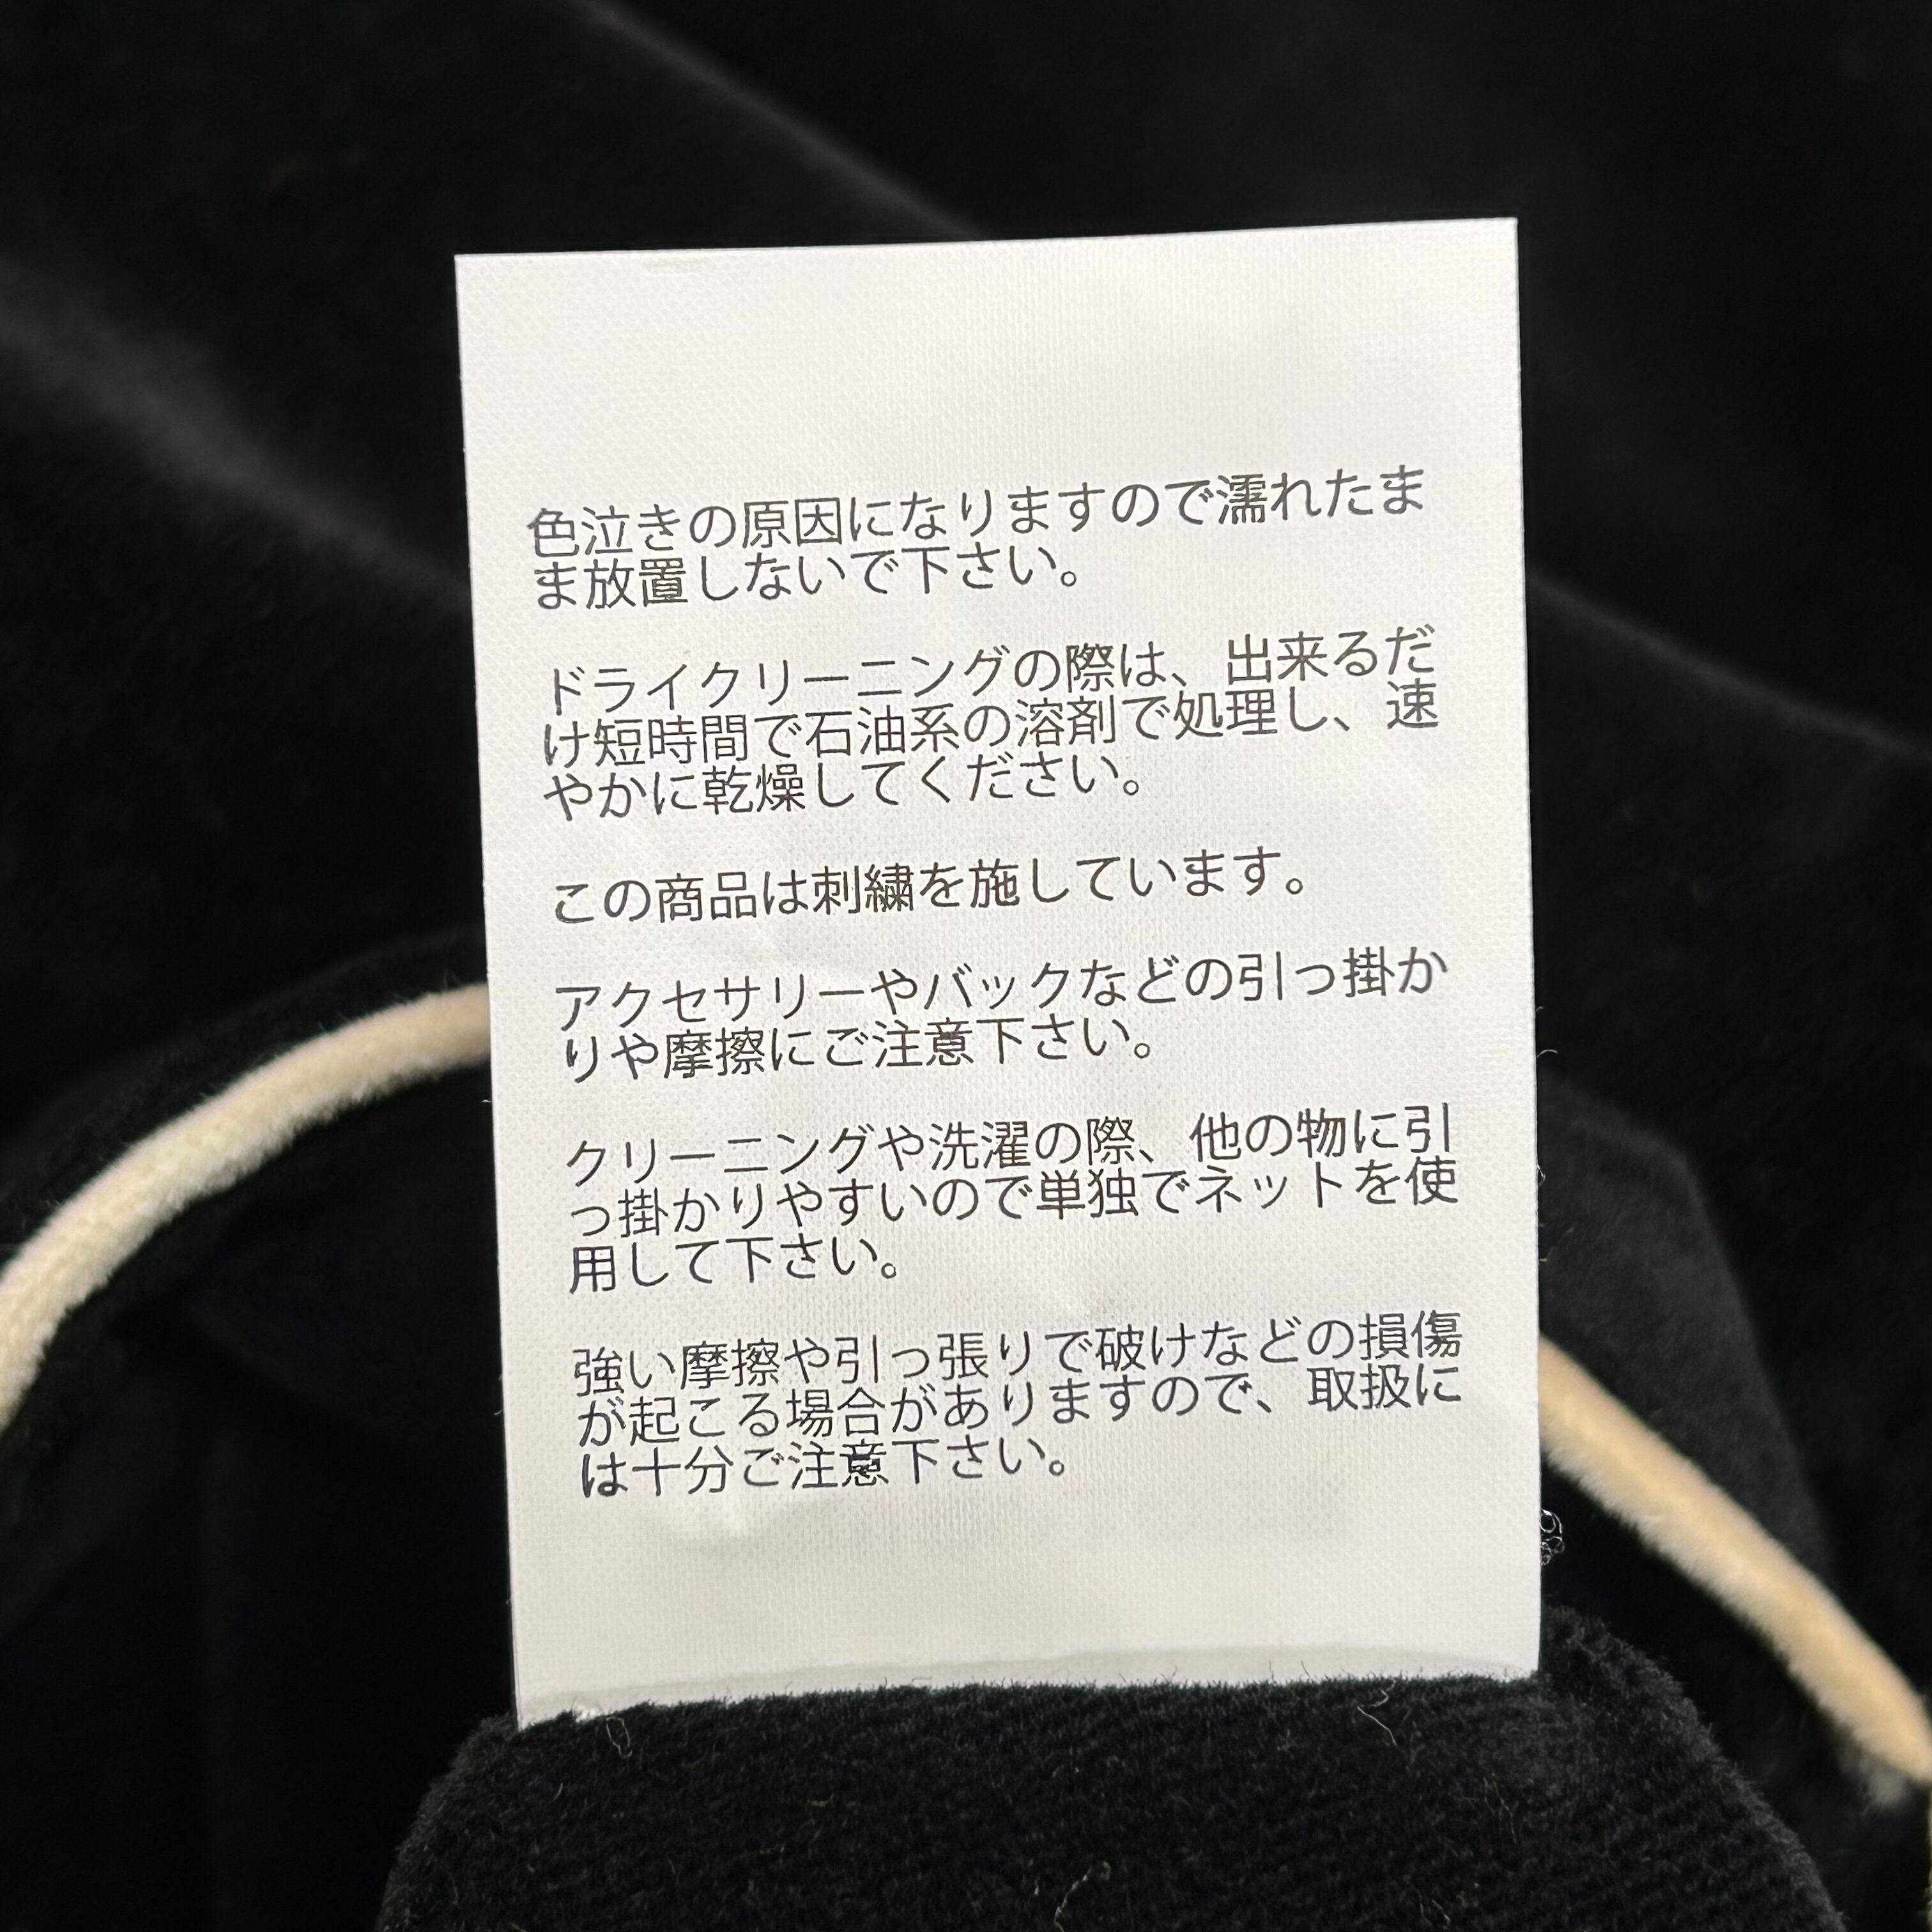 色泣きの原因になりますので濡れたま
ま放置しないで下さい。
ドライクリーニングの際は、出来るだ
け短時間で石油系の溶剤で処理し、速
やかに乾燥してください。
この商品は刺繍を施しています。
アクセサリーやバックなどの引っ掛か
りや摩擦にご注意下さい。
クリーニングや洗濯の際、他の物に引
っ掛かりやすいので単独でネットを使
用して下さい。
強い摩擦や引っ張りで破けなどの損傷
が起こる場合がありますので、取扱に
は十分ご注意下さい。